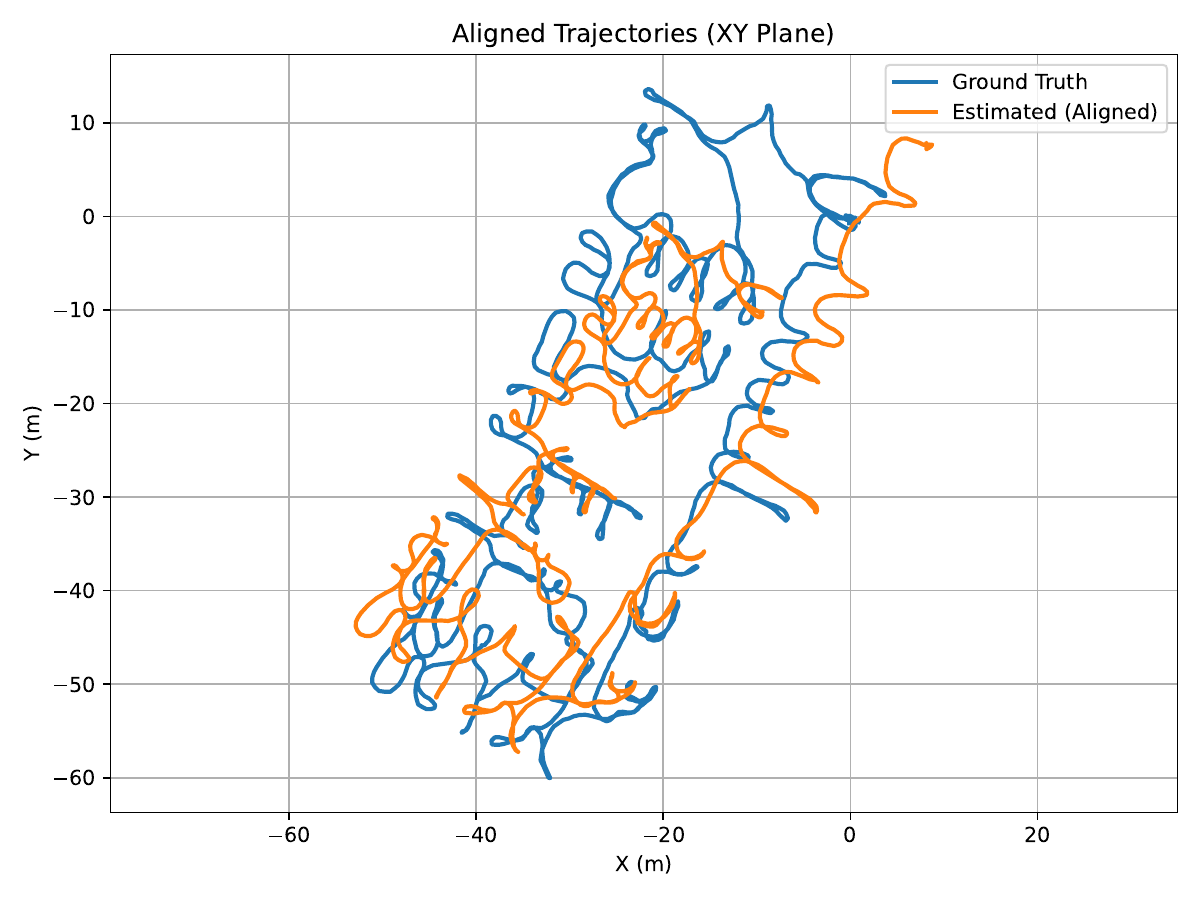 Aligned Trajectories (XY Plane)
Ground Truth
Estimated (Aligned)
10
0
−10
−20
−30
−40
−50
−60
Y (m)
−60
−40
−20
0
20
X (m)